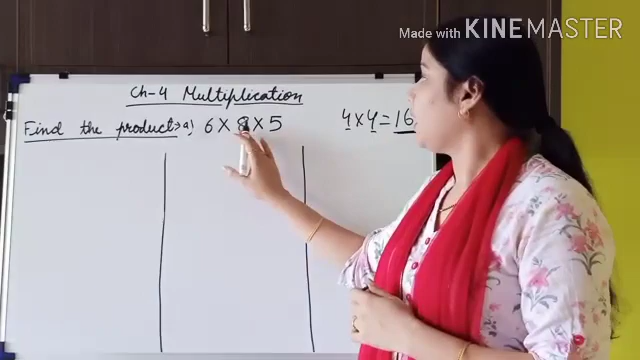 Made with KINEMASTER
Ch-4 Multiplication
Find the product:→ a) 6 × 8 × 5
4 × 4 = 16